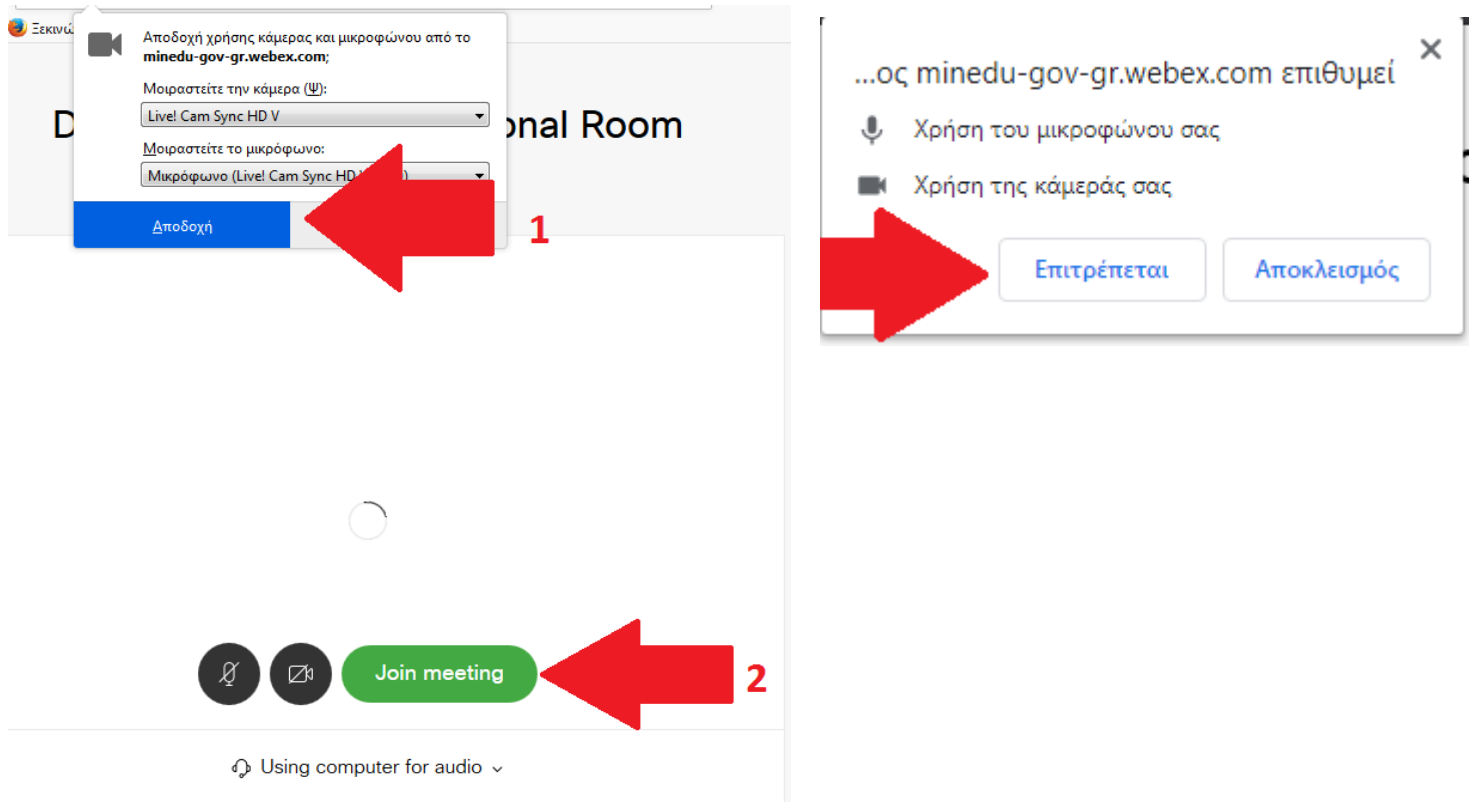 Ξεκινώ
Αποδοχή χρήσης κάμερας και μικροφώνου από το
minedu-gov-gr.webex.com;
Μοιραστείτε την κάμερα (Ψ):
Live! Cam Sync HD V
D
onal Room
Μοιραστείτε το μικρόφωνο:
Μικρόφωνο (Live! Cam Sync HD
Αποδοχή
1
Join meeting
2
Using computer for audio
...ος minedu-gov-gr.webex.com επιθυμεί
Χρήση του μικροφώνου σας
Χρήση της κάμεράς σας
Επιτρέπεται
Αποκλεισμός